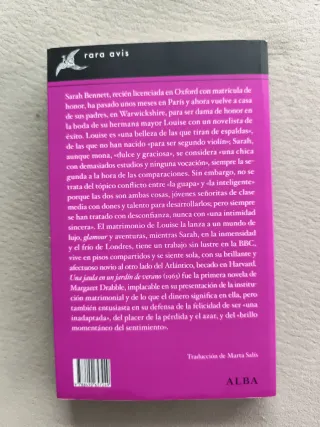 rara avis
Sarah Bennett, recién licenciada en Oxford con matrícula de
honor, ha pasado unos meses en París y ahora vuelve a casa
de sus padres, en Warwickshire, para ser dama de honor en
la boda de su hermana mayor Louise con un novelista de
éxito. Louise es «una belleza de las que tiran de espaldas»,
de las que no han nacido «para ser segundo violín»; Sarah,
aunque mona, «dulce y graciosa», se considera «una chica
con demasiados estudios y ninguna vocación», siempre la se-
gunda a la hora de las comparaciones. Sin embargo, no se
trata del tópico conflicto entre «la guapa» y «la inteligente»
porque las dos son ambas cosas, jóvenes señoritas de clase
media con dones y talento para desarrollarlos; pero siempre
se han tratado con desconfianza, nunca con «una intimidad
sincera». El matrimonio de Louise la lanza a un mundo de
lujo, glamour y aventuras, mientras Sarah, en la inmensidad
y el frío de Londres, tiene un trabajo sin lustre en la BBC,
vive en pisos compartidos y se siente sola, con su brillante y
afectuoso novio al otro lado del Atlántico, becado en Harvard.
Una jaula en un jardín de verano (1963) fue la primera novela de
Margaret Drabble, implacable en su presentación de la institu-
ción matrimonial y de lo que el dinero significa en ella, pero
también entusiasta en su defensa de la felicidad de ser «una
inadaptada», del placer de la pérdida y el azar, y del «brillo
momentáneo del sentimiento».
Traducción de Marta Salís
ALBA